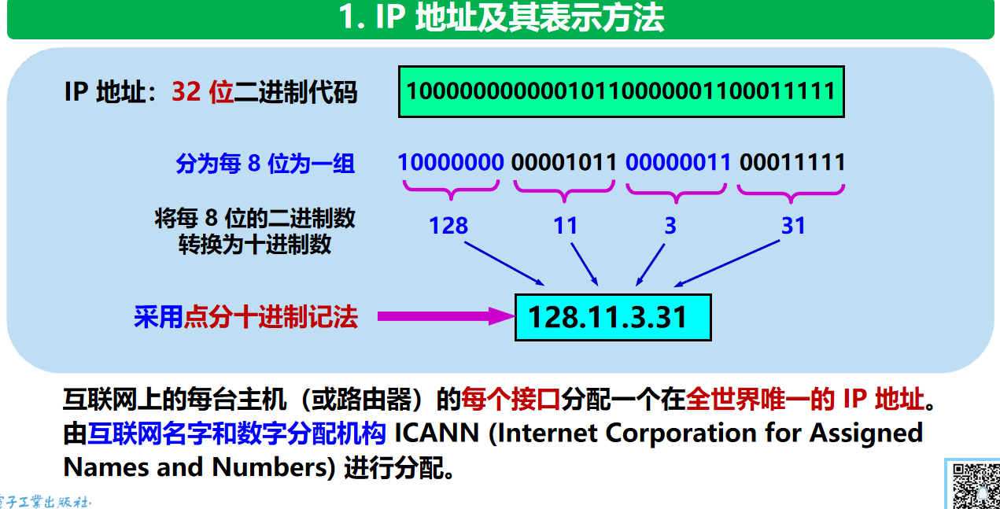 1. IP 地址及其表示方法
IP 地址：32 位二进制代码
10000000000010110000001100011111
分为每 8 位为一组
10000000 00001011 00000011 00011111
将每 8 位的二进制数
转换为十进制数
128 11 3 31
采用点分十进制记法
128.11.3.31
互联网上的每台主机（或路由器）的每个接口分配一个在全世界唯一的 IP 地址。
由互联网名字和数字分配机构 ICANN (Internet Corporation for Assigned
Names and Numbers) 进行分配。
電子工業出版社·